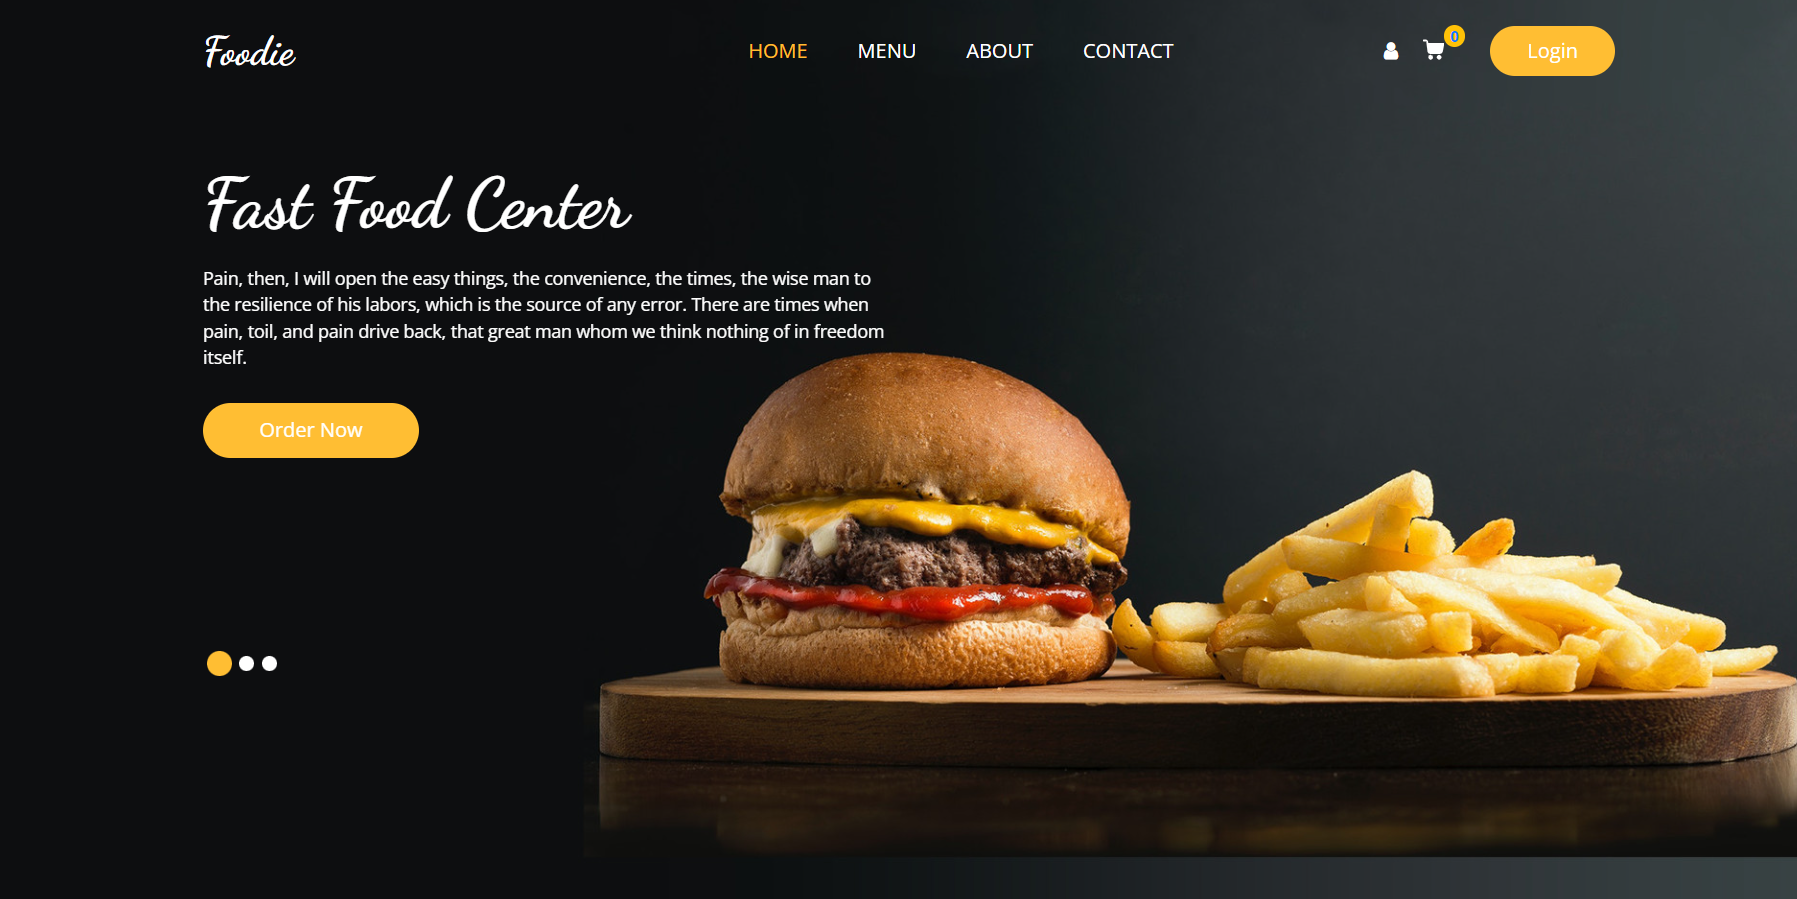 Foodie
HOME MENU ABOUT CONTACT
0
Login
Fast Food Center
Pain, then, I will open the easy things, the convenience, the times, the wise man to
the resilience of his labors, which is the source of any error. There are times when
pain, toil, and pain drive back, that great man whom we think nothing of in freedom
itself.
Order Now